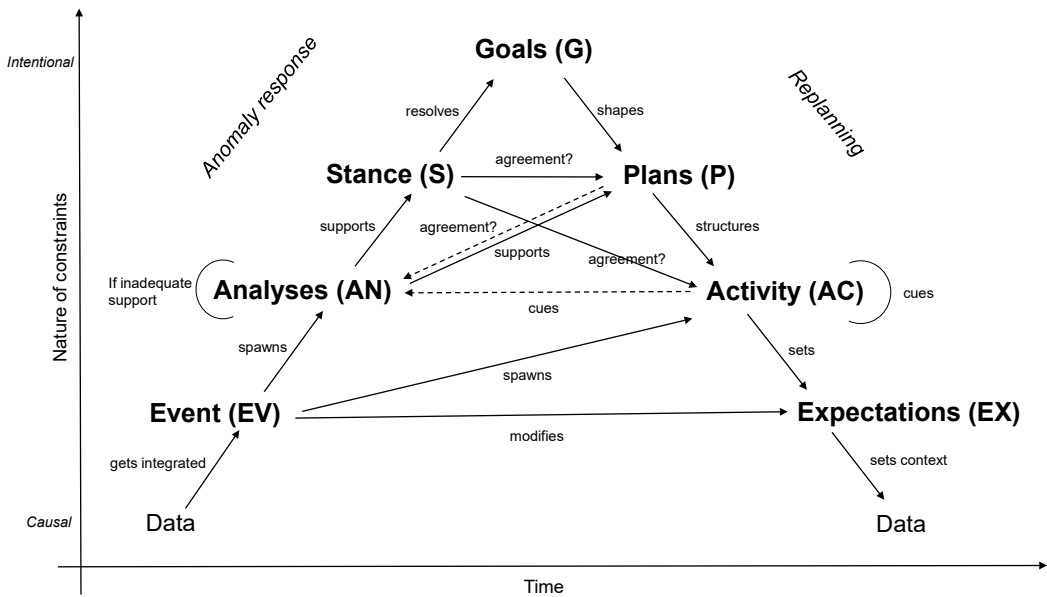 Goals (G)
Intentional
Anomaly response
Replanning
resolves
shapes
agreement?
Stance (S)
Plans (P)
supports
agreement?
structures
supports
agreement?
Nature of constraints
If inadequate
support
Analyses (AN)
Activity (AC)
cues
cues
spawns
sets
spawns
Event (EV)
Expectations (EX)
modifies
gets integrated
sets context
Causal
Data
Data
Time